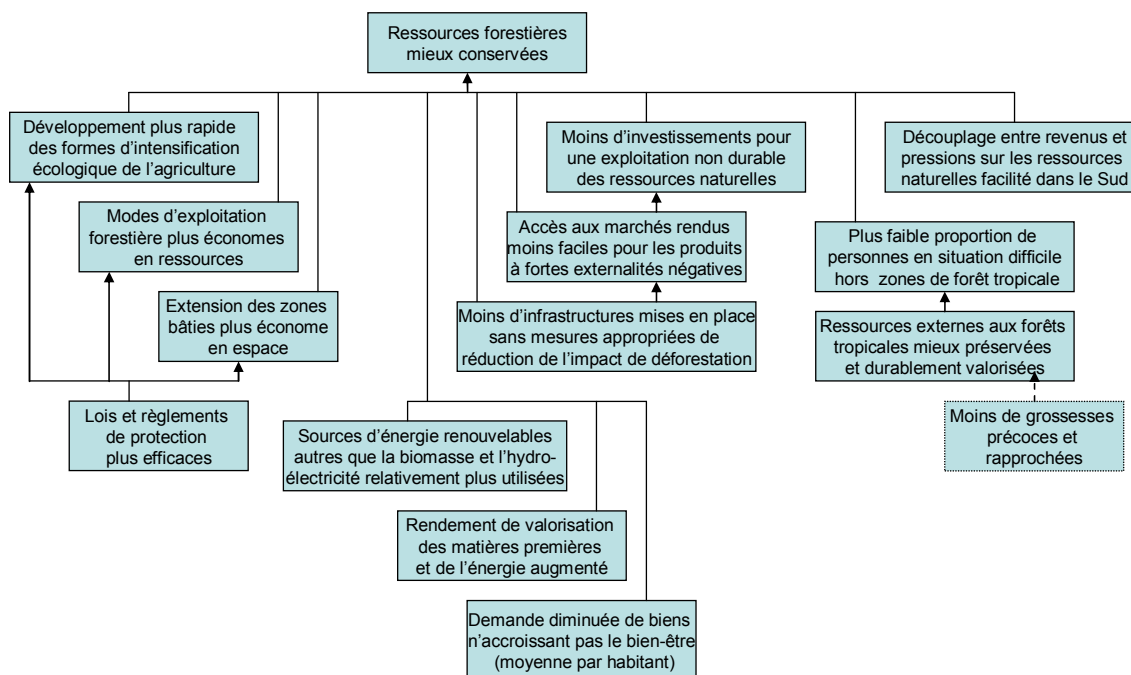 Ressources forestières
mieux conservées
Développement plus rapide
des formes d'intensification
écologique de l'agriculture
Moins d'investissements pour
une exploitation non durable
des ressources naturelles
Découplage entre revenus et
pressions sur les ressources
naturelles facilité dans le Sud
Modes d'exploitation
forestière plus économes
en ressources
Accès aux marchés rendus
moins faciles pour les produits
à fortes externalités négatives
Plus faible proportion de
personnes en situation difficile
hors zones de forêt tropicale
Extension des zones
bâties plus économe
en espace
Moins d'infrastructures mises en place
sans mesures appropriées de
réduction de l'impact de déforestation
Ressources externes aux forêts
tropicales mieux préservées
et durablement valorisées
Lois et règlements
de protection
plus efficaces
Sources d'énergie renouvelables
autres que la biomasse et l'hydro-
électricité relativement plus utilisées
Moins de grossesses
précoces et
rapprochées
Rendement de valorisation
des matières premières
et de l'énergie augmenté
Demande diminuée de biens
n'accroissant pas le bien-être
(moyenne par habitant)